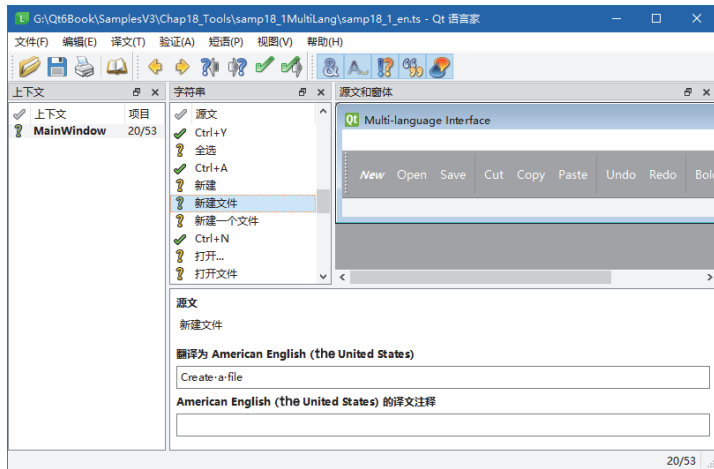 G:\Qt6Book\SamplesV3\Chap18_Tools\samp18_1MultiLang\samp18_1_en.ts - Qt 语言家
文件(F) 编辑(E) 译文(T) 验证(A) 短语(P) 视图(V) 帮助(H)
上下文
上下文 项目
MainWindow 20/53
字符串
源文
Ctrl+Y
全选
Ctrl+A
新建
新建文件
新建一个文件
Ctrl+N
打开...
打开文件
源文和窗体
Multi-language Interface
New Open Save Cut Copy Paste Undo Redo Bol
源文
新建文件
翻译为 American English (the United States)
Create·a·file
American English (the United States) 的译文注释
20/53